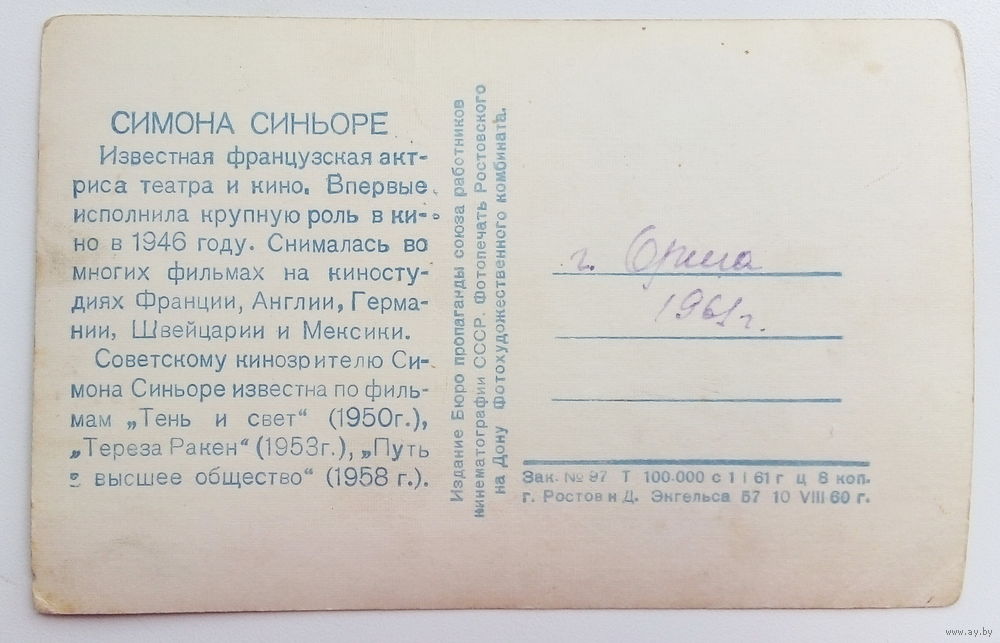 СИМОНА СИНЬОРЕ
Известная французская акт-
риса театра и кино. Впервые
исполнила крупную роль в ки-
но в 1946 году. Снималась во
многих фильмах на киносту-
диях Франции, Англии, Герма-
нии, Швейцарии и Мексики.
Советскому кинозрителю Си-
мона Синьоре известна по филь-
мам „Тень и свет“ (1950г.),
„Тереза Ракен“ (1953г.), „Путь
в высшее общество“ (1958 г.).
Издание Бюро пропаганды союза работников
кинематографии СССР. Фотопечать Ростовского
на Дону Фотохудожественного комбината.
г. Орша
1961г.
Зак. № 97 Т 100.000 с 1 I 61 г ц 8 коп.
г. Ростов н Д. Энгельса 57 10 VIII 60 г.
www.ay.by